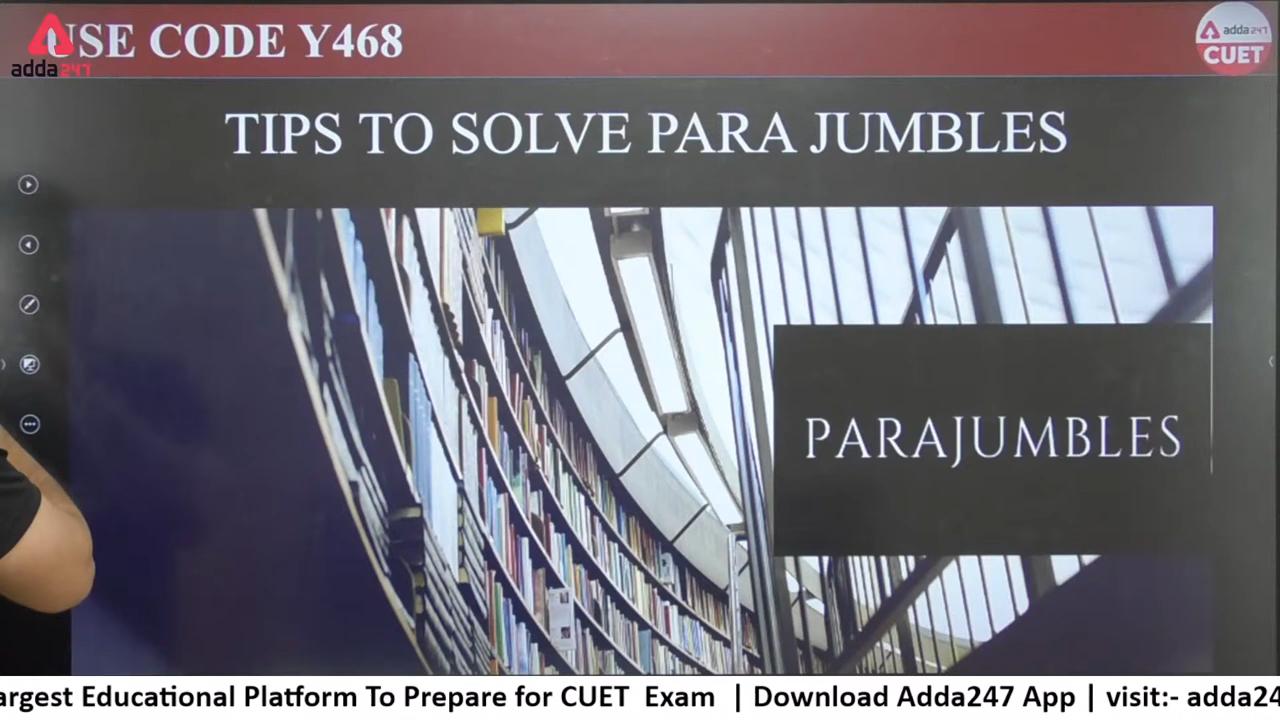 USE CODE Y468
adda247
adda247
CUET
TIPS TO SOLVE PARA JUMBLES
PARAJUMBLES
argest Educational Platform To Prepare for CUET Exam | Download Adda247 App | visit:- adda24